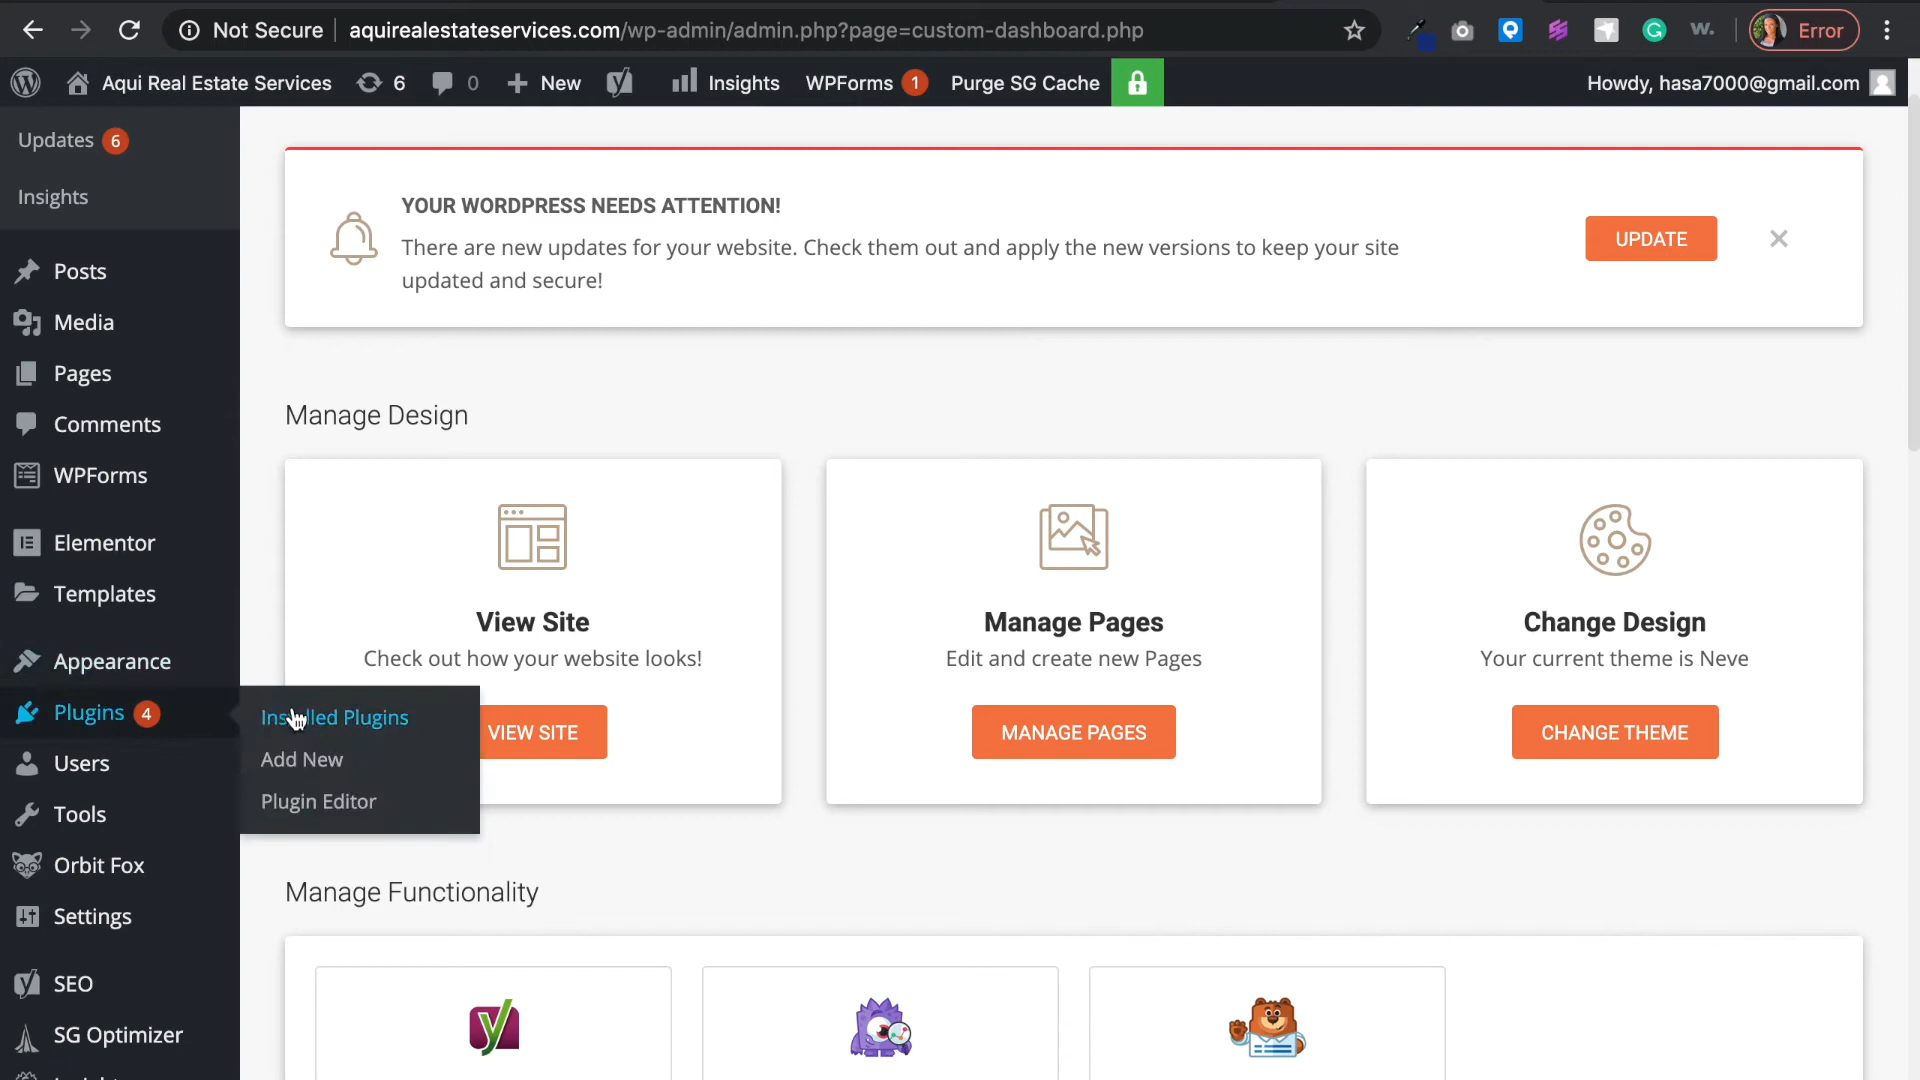 Not Secure aquirealestateservices.com/wp-admin/admin.php?page=custom-dashboard.php Error
Aqui Real Estate Services 6 0 New Insights WPForms 1 Purge SG Cache Howdy, hasa7000@gmail.com
Updates 6
Insights
Posts
Media
Pages
Comments
WPForms
Elementor
Templates
Appearance
Plugins 4
Users
Tools
Orbit Fox
Settings
SEO
SG Optimizer
Installed Plugins
Add New
Plugin Editor
YOUR WORDPRESS NEEDS ATTENTION!
There are new updates for your website. Check them out and apply the new versions to keep your site
updated and secure!
UPDATE
Manage Design
View Site
Check out how your website looks!
VIEW SITE
Manage Pages
Edit and create new Pages
MANAGE PAGES
Change Design
Your current theme is Neve
CHANGE THEME
Manage Functionality